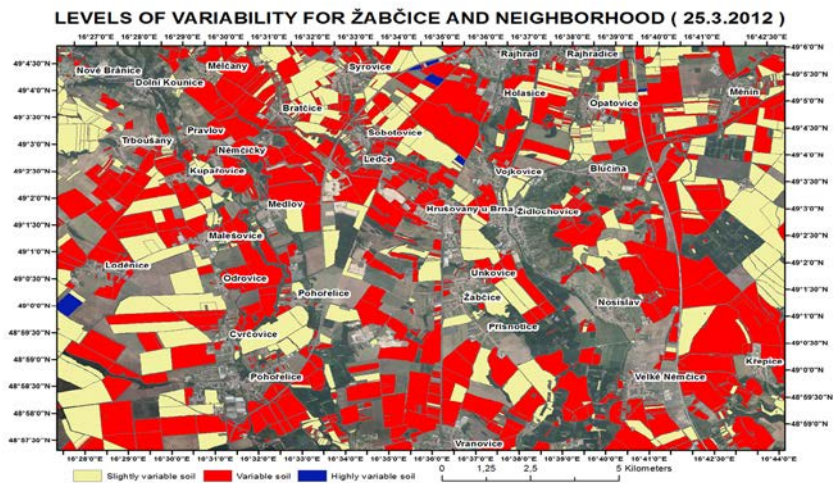 LEVELS OF VARIABILITY FOR ŽABČICE AND NEIGHBORHOOD ( 25.3.2012 )
16°27'0"E 16°28'0"E 16°29'0"E 16°30'0"E 16°31'0"E 16°32'0"E 16°33'0"E 16°34'0"E 16°35'0"E 16°36'0"E 16°37'0"E 16°38'0"E 16°39'0"E 16°40'0"E 16°41'0"E 16°42'30"E
49°6'0"N
49°5'30"N
49°5'0"N
49°4'30"N
49°4'0"N
49°3'30"N
49°3'0"N
49°2'30"N
49°2'0"N
49°1'30"N
49°1'0"N
49°0'30"N
49°0'0"N
48°59'30"N
48°59'0"N
49°4'30"N
49°4'0"N
49°3'30"N
49°3'0"N
49°2'30"N
49°2'0"N
49°1'30"N
49°1'0"N
49°0'30"N
49°0'0"N
48°59'30"N
48°59'0"N
48°58'30"N
48°58'0"N
Nové Bránice
Dolní Kounice
Mělčany
Syrovice
Rajhrad
Rajhradice
Bratčice
Holasice
Opatovice
Měnín
Pravlov
Trboušany
Němčičky
Sobotovice
Ledce
Kupařovice
Vojkovice
Blučina
Medlov
Hrušovany u Brna
Židlochovice
Malešovice
Loděnice
Odrovice
Pohořelice
Unkovice
Žabčice
Nosislav
Přísnotice
Cvrčovice
Pohořelice
Velké Němčice
Křepice
Vranovice
16°28'0"E 16°29'0"E 16°30'0"E 16°31'0"E 16°32'0"E 16°33'0"E 16°34'0"E 16°35'0"E 16°36'0"E 16°37'0"E 16°38'0"E 16°39'0"E 16°40'0"E 16°42'30"E 16°44'0"E
Slightly variable soil Variable soil Highly variable soil
0 1,25 2,5 5 Kilometers